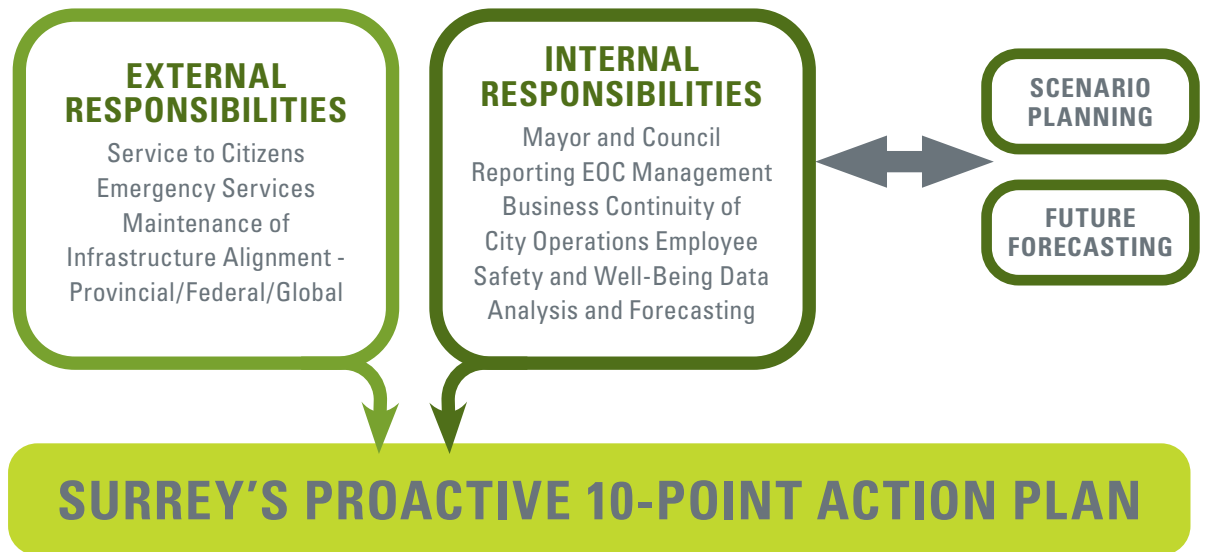 EXTERNAL
RESPONSIBILITIES
Service to Citizens
Emergency Services
Maintenance of
Infrastructure Alignment -
Provincial/Federal/Global
INTERNAL
RESPONSIBILITIES
Mayor and Council
Reporting EOC Management
Business Continuity of
City Operations Employee
Safety and Well-Being Data
Analysis and Forecasting
SCENARIO
PLANNING
FUTURE
FORECASTING
SURREY'S PROACTIVE 10-POINT ACTION PLAN